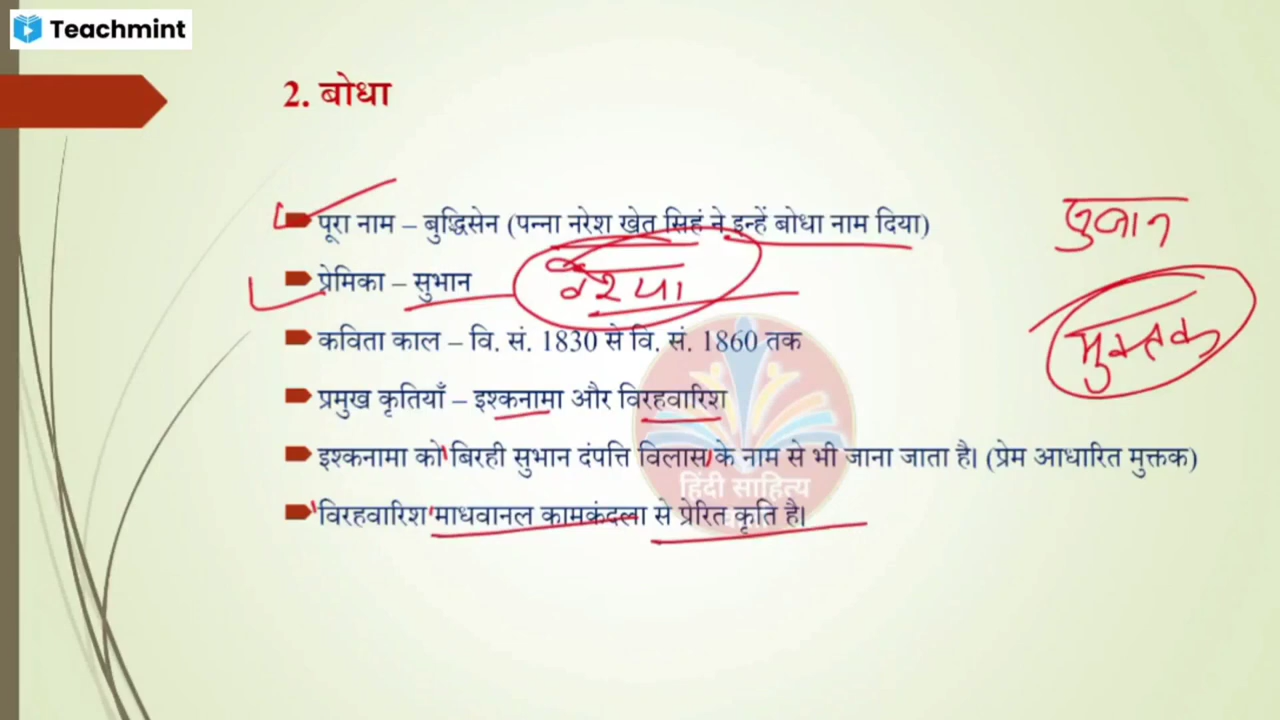 Teachmint
2. बोधा
पूरा नाम – बुद्धिसेन (पन्ना नरेश खेत सिहं ने इन्हें बोधा नाम दिया)
प्रेमिका – सुभान वेश्या
कविता काल – वि. सं. 1830 से वि. सं. 1860 तक
प्रमुख कृतियाँ – इश्कनामा और विरहवारिश
इश्कनामा को 'बिरही सुभान दंपत्ति विलास' के नाम से भी जाना जाता है। (प्रेम आधारित मुक्तक)
'विरहवारिश' माधवानल कामकंदला से प्रेरित कृति है।
मुक्तक
हिंदी साहित्य